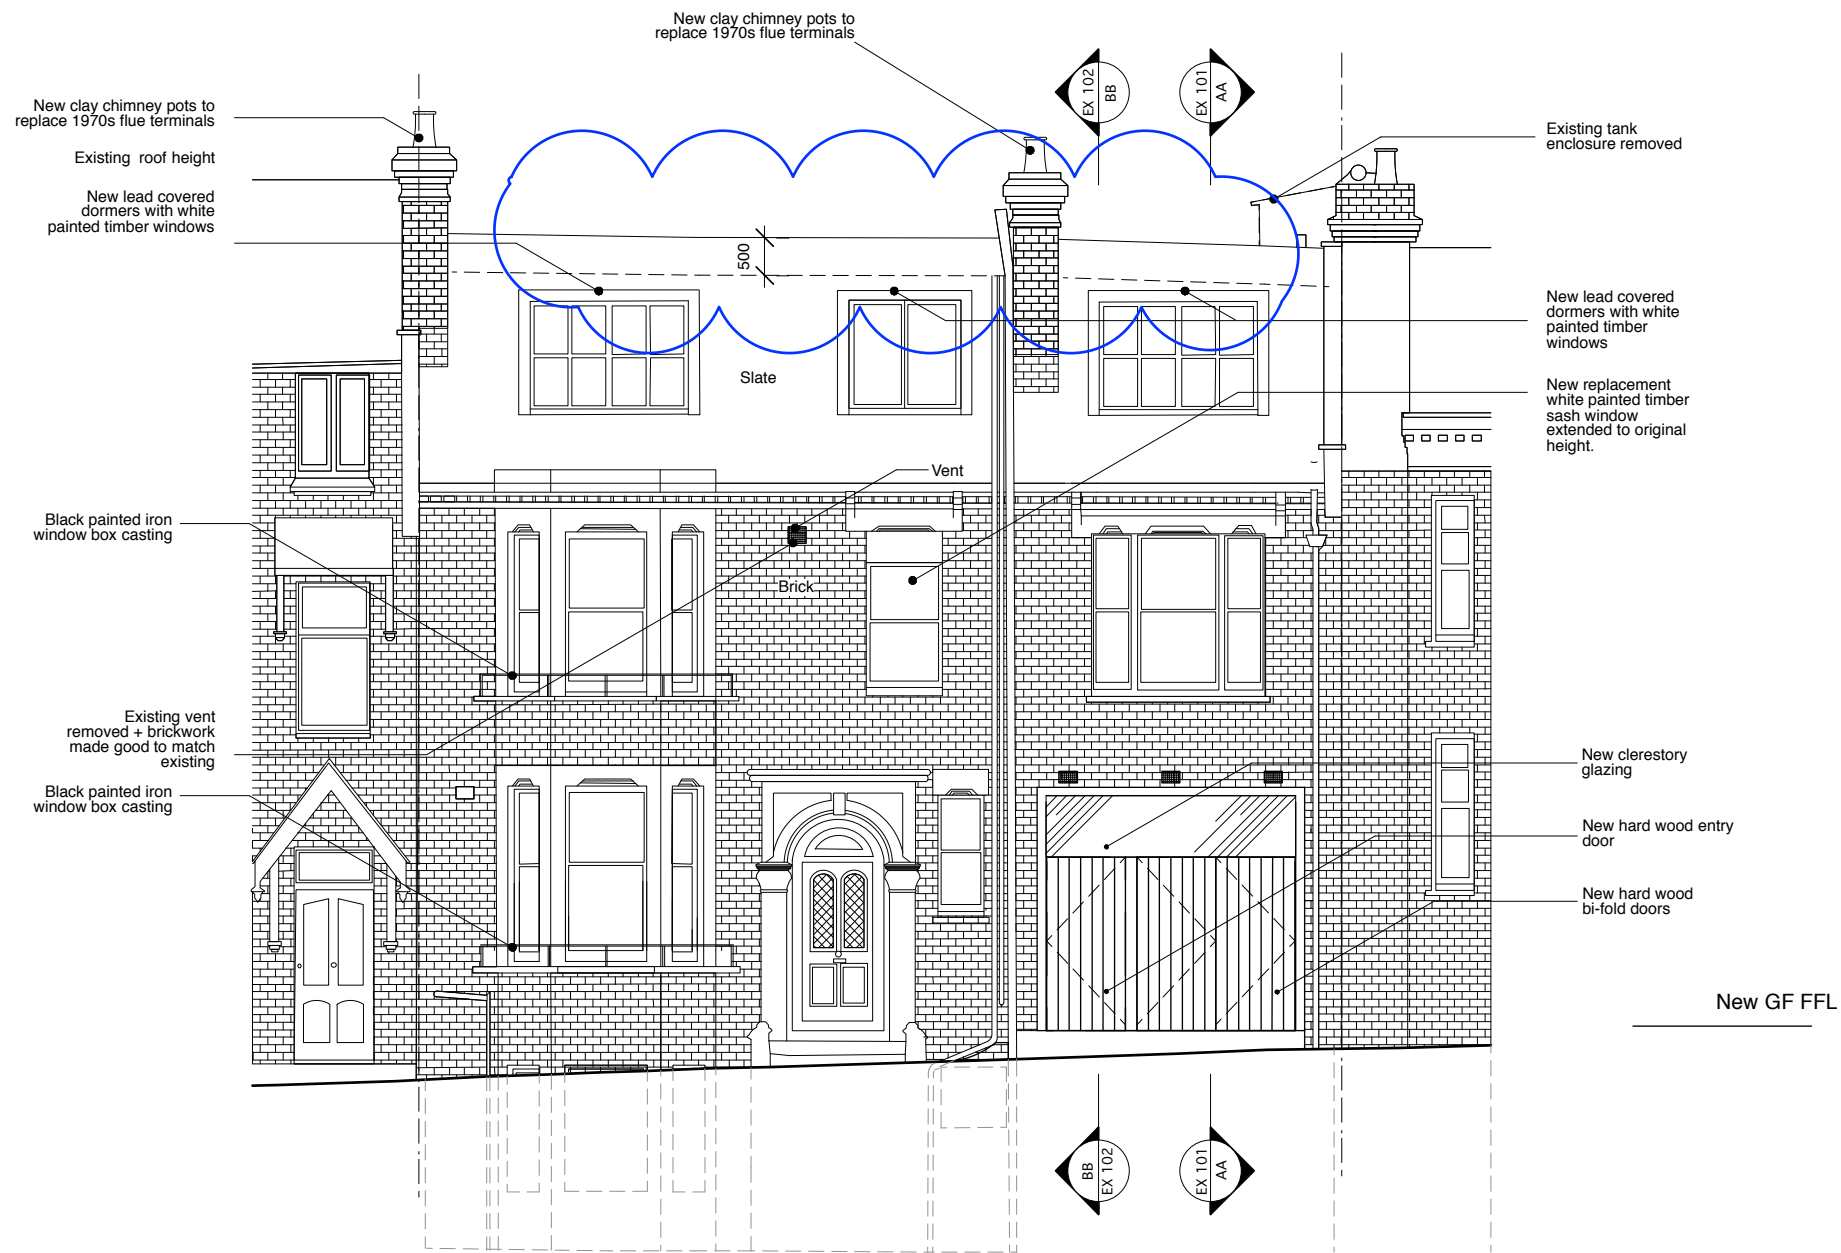 New clay chimney pots to
replace 1970s flue terminals
EX 102
BB
EX 101
AA
New clay chimney pots to
replace 1970s flue terminals
Existing roof height
New lead covered
dormers with white
painted timber windows
Existing tank
enclosure removed
500
New lead covered
dormers with white
painted timber
windows
Slate
New replacement
white painted timber
sash window
extended to original
height.
Vent
Black painted iron
window box casting
Brick
Existing vent
removed + brickwork
made good to match
existing
New clerestory
glazing
Black painted iron
window box casting
New hard wood entry
door
New hard wood
bi-fold doors
New GF FFL
BB
EX 102
EX 101
AA